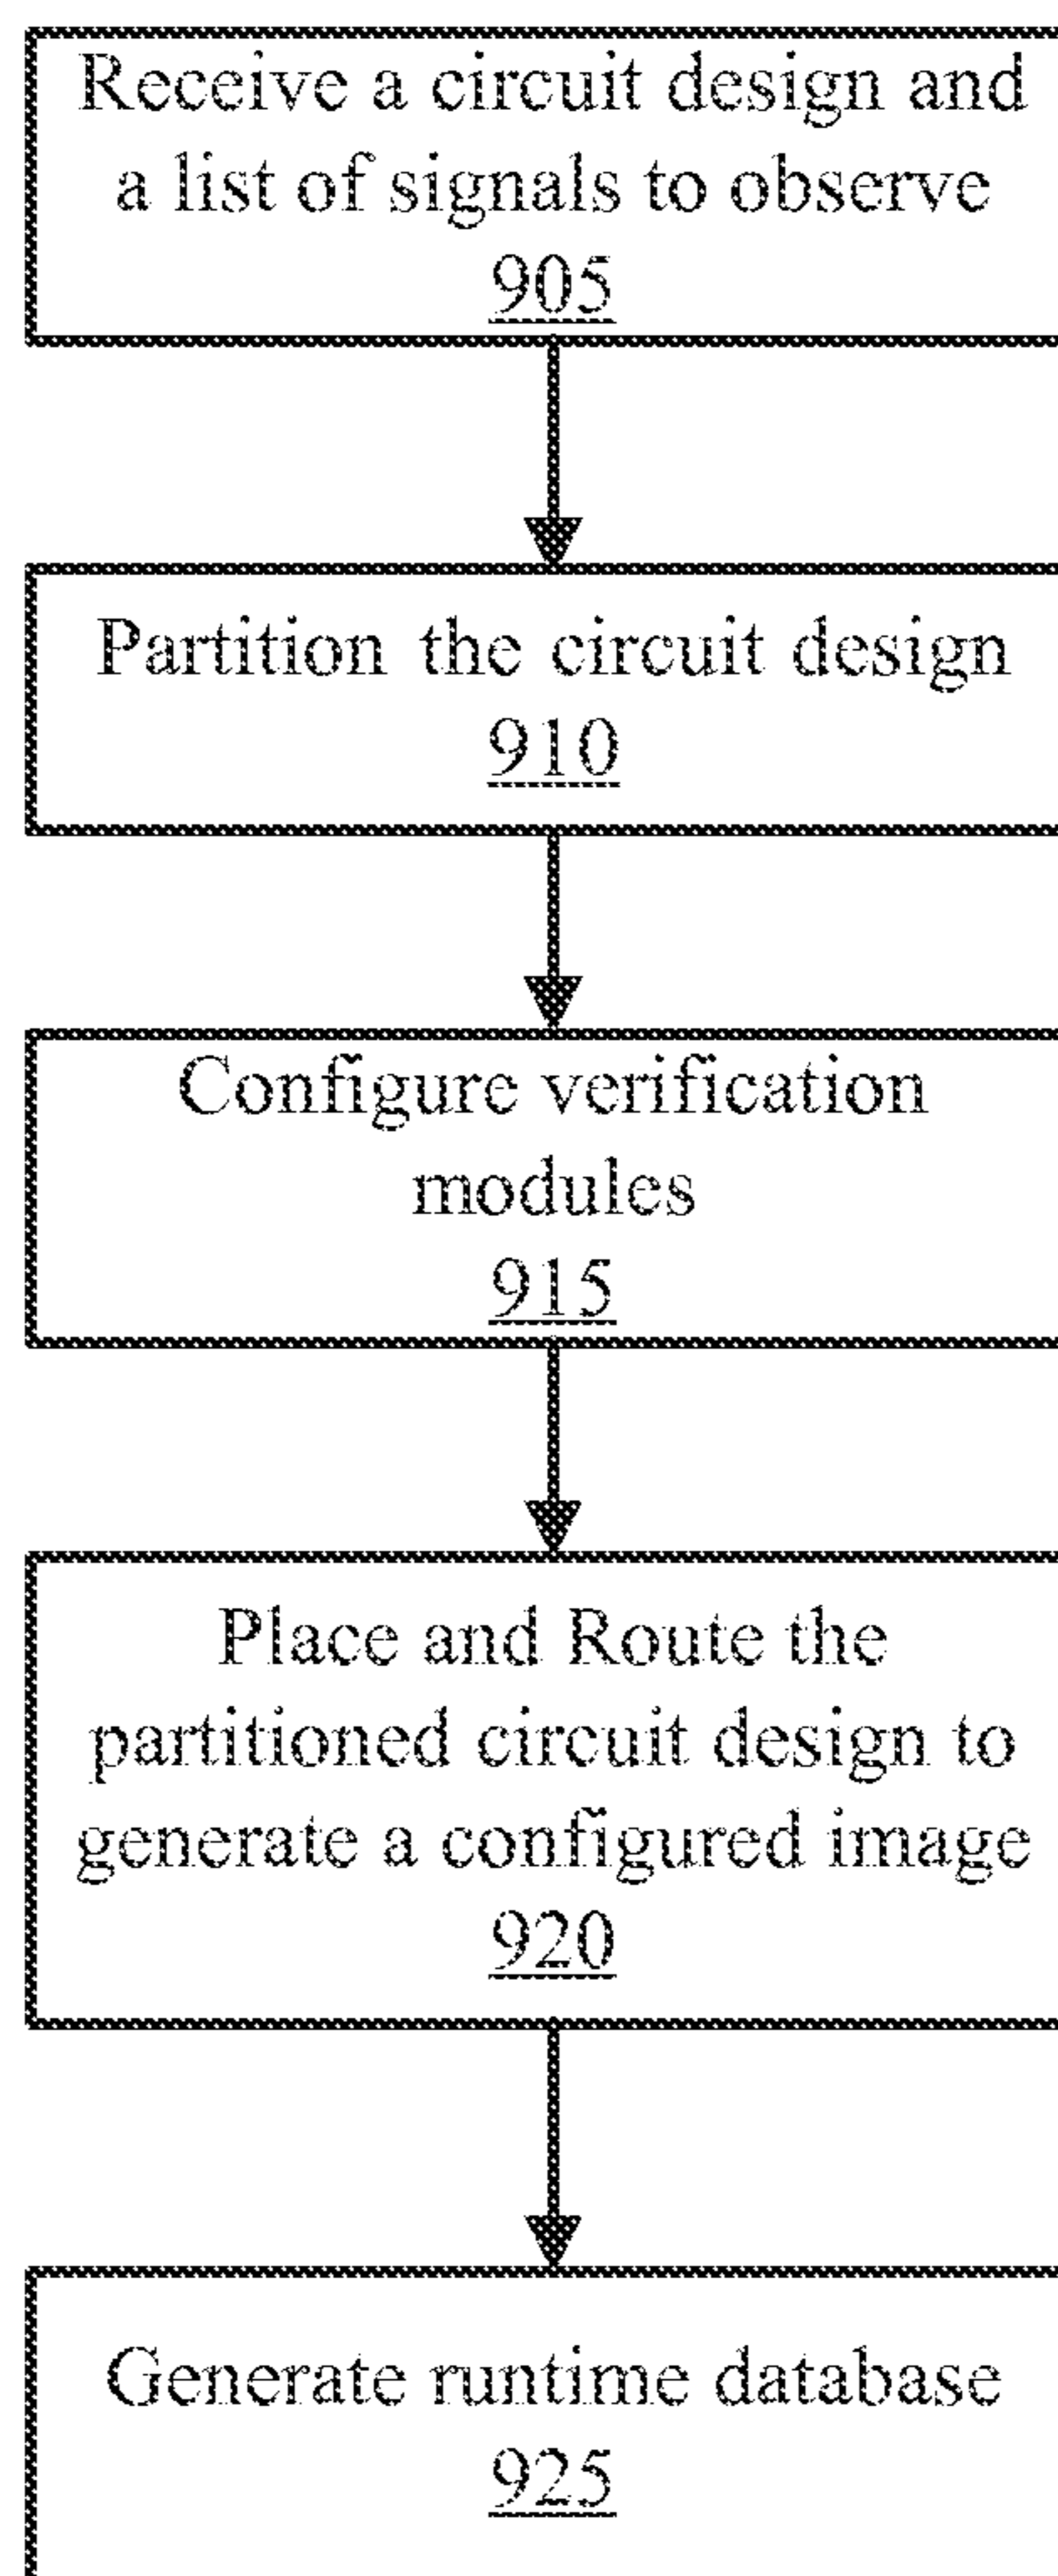 Receive a circuit design and
a list of signals to observe
905
Partition the circuit design
910
Configure verification
modules
915
Place and Route the
partitioned circuit design to
generate a configured image
920
Generate runtime database
925